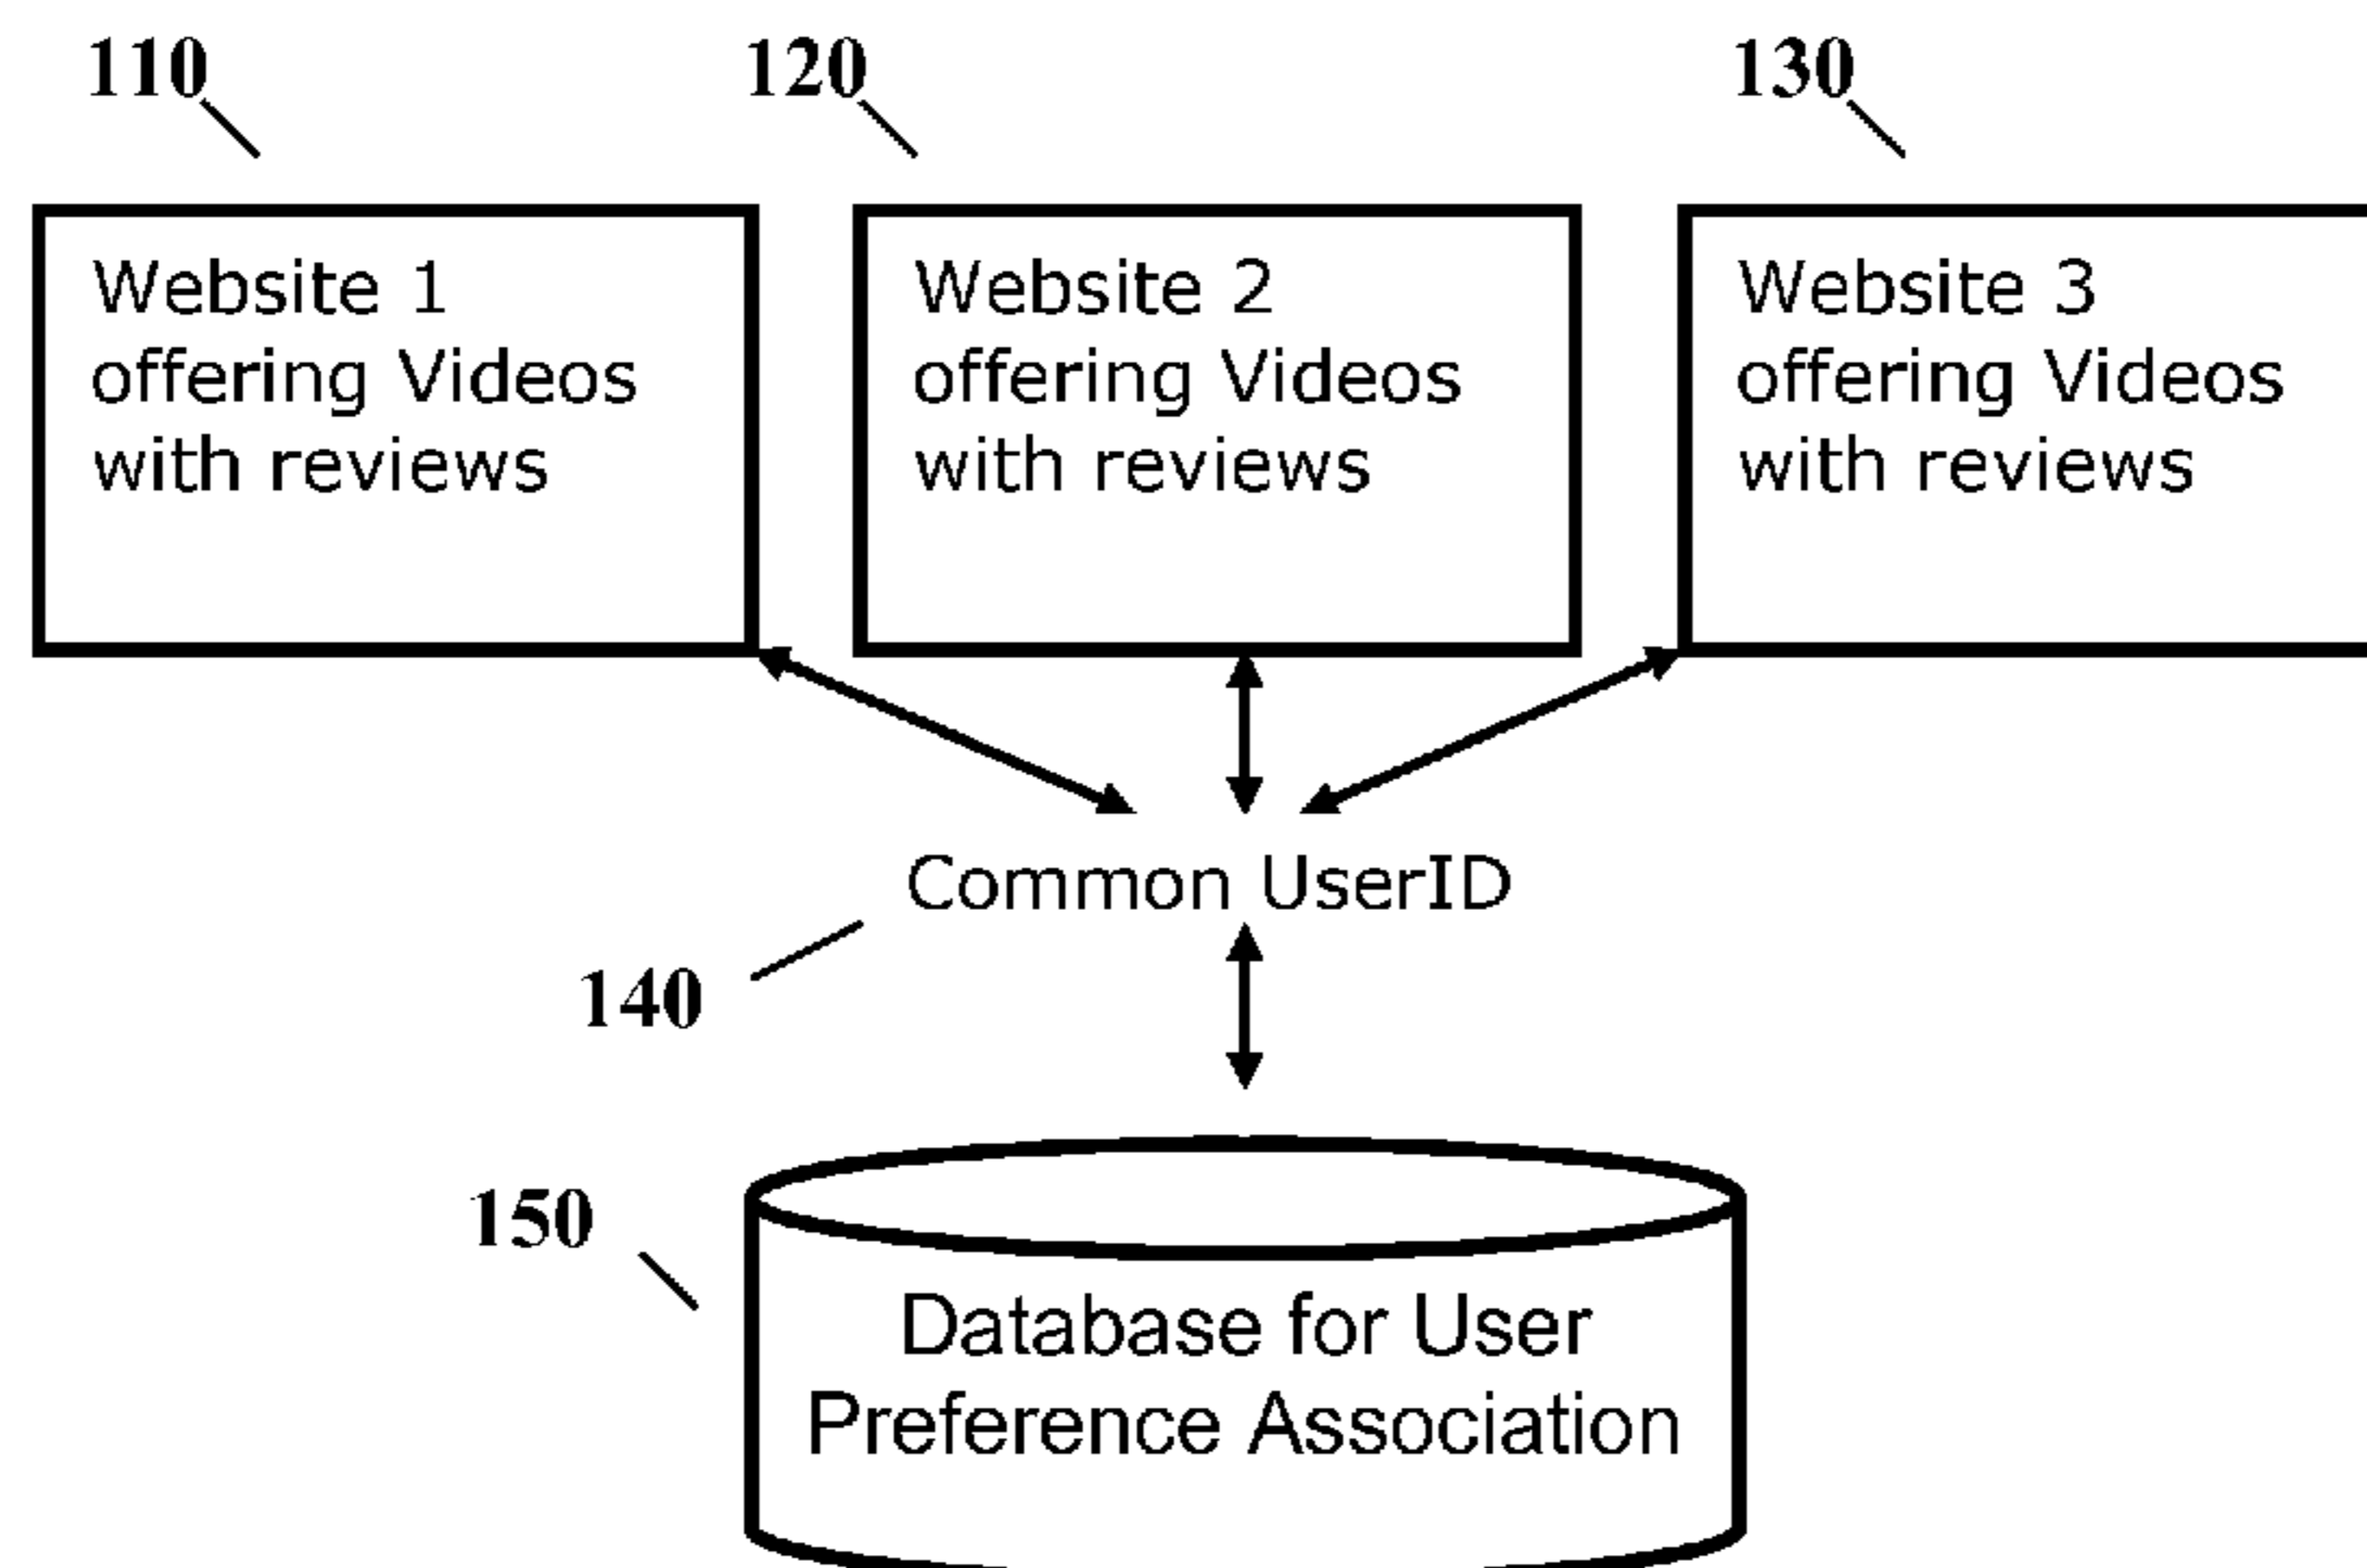 110
120
130
Website 1
offering Videos
with reviews
Website 2
offering Videos
with reviews
Website 3
offering Videos
with reviews
Common UserID
140
150
Database for User
Preference Association